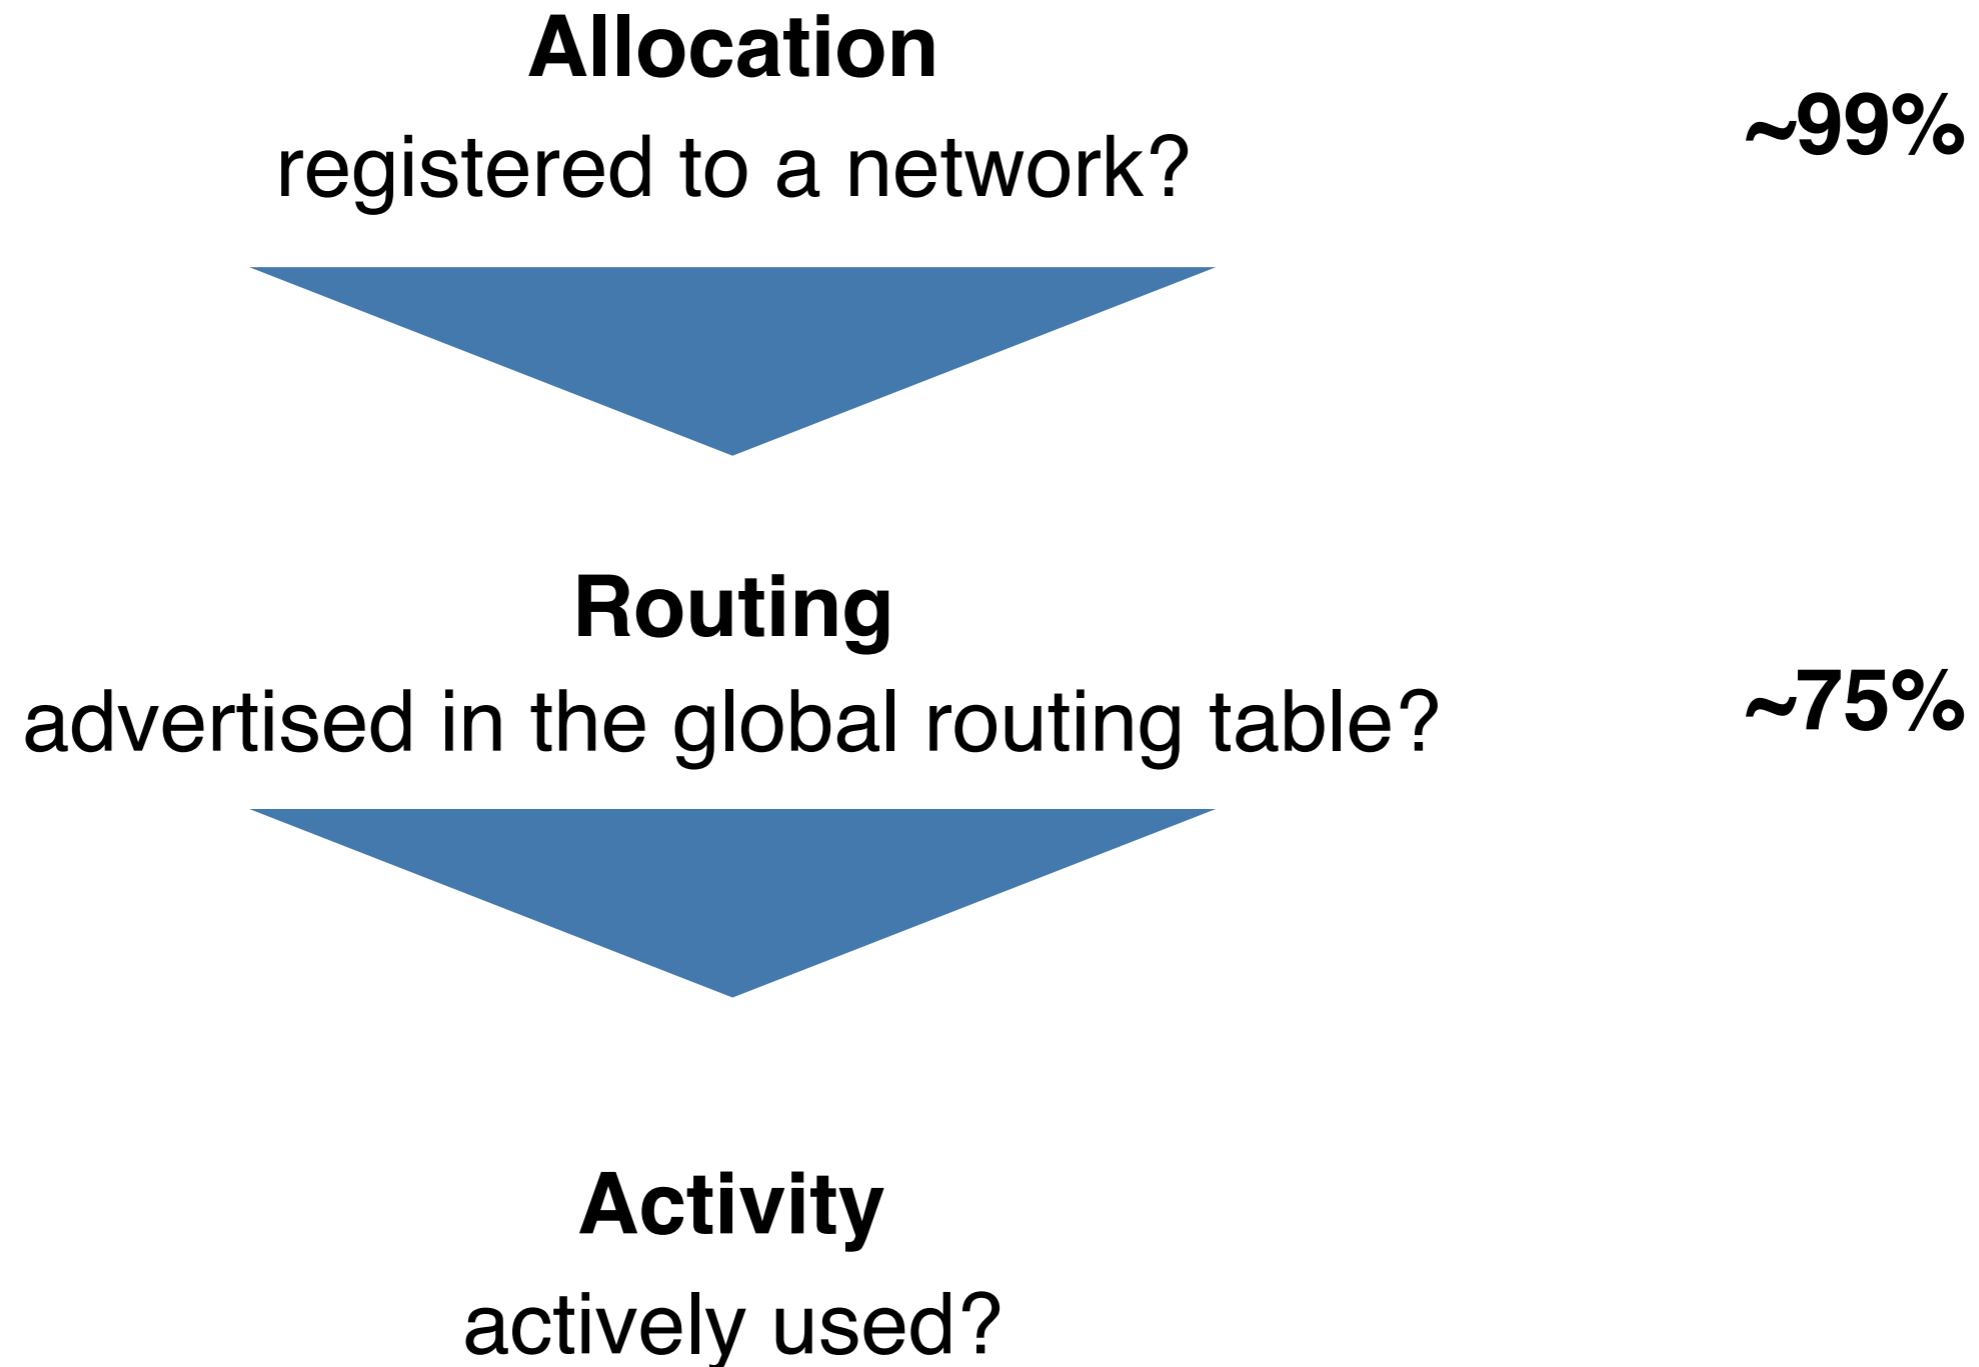 Allocation
registered to a network?
~99%
Routing
advertised in the global routing table?
~75%
Activity
actively used?